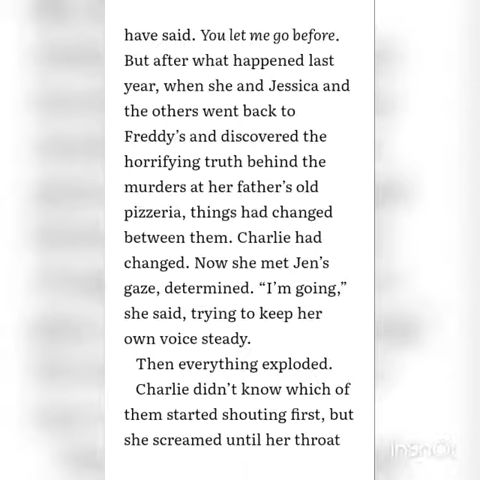 have said. You let me go before.
But after what happened last
year, when she and Jessica and
the others went back to
Freddy’s and discovered the
horrifying truth behind the
murders at her father’s old
pizzeria, things had changed
between them. Charlie had
changed. Now she met Jen’s
gaze, determined. “I’m going,”
she said, trying to keep her
own voice steady.
Then everything exploded.
Charlie didn’t know which of
them started shouting first, but
she screamed until her throat
InShOt